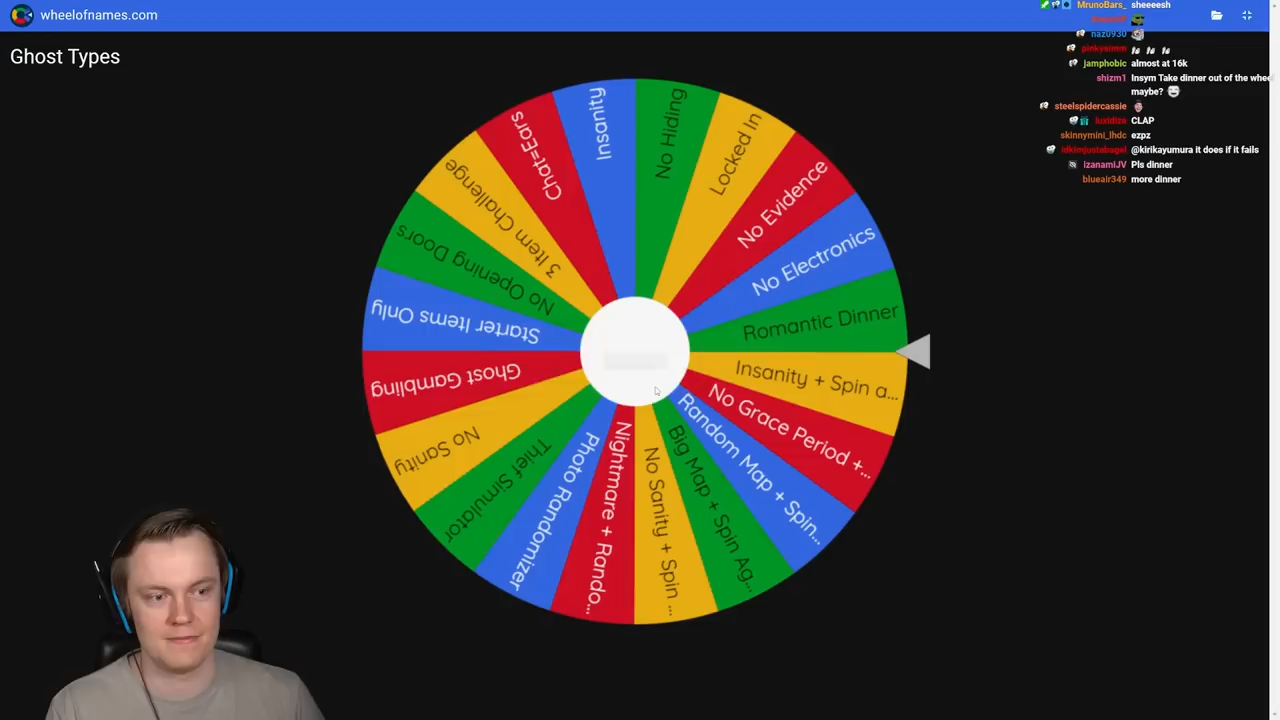 wheelofnames.com
Ghost Types
MrunoBars_ sheeeesh
naz0930
pinkysimm
jamphobic almost at 16k
shizm1 Insym Take dinner out of the whee
maybe?
steelspidercassie
luxidiza CLAP
skinnymini_lhdc ezpz
idkimjustabagel @kirikayumura it does if it fails
IzanamiJV Pls dinner
blueair349 more dinner
Insanity
No Hiding
Locked In
No Evidence
No Electronics
Romantic Dinner
Insanity + Spin a...
No Grace Period +...
Random Map + Spin...
Big Map + Spin Ag...
No Sanity + Spin ...
Nightmare + Rando...
Photo Randomizer
Thief Simulator
No Sanity
Ghost Gambling
Starter Items Only
No Opening Doors
3 Item Challenge
Chat=Ears